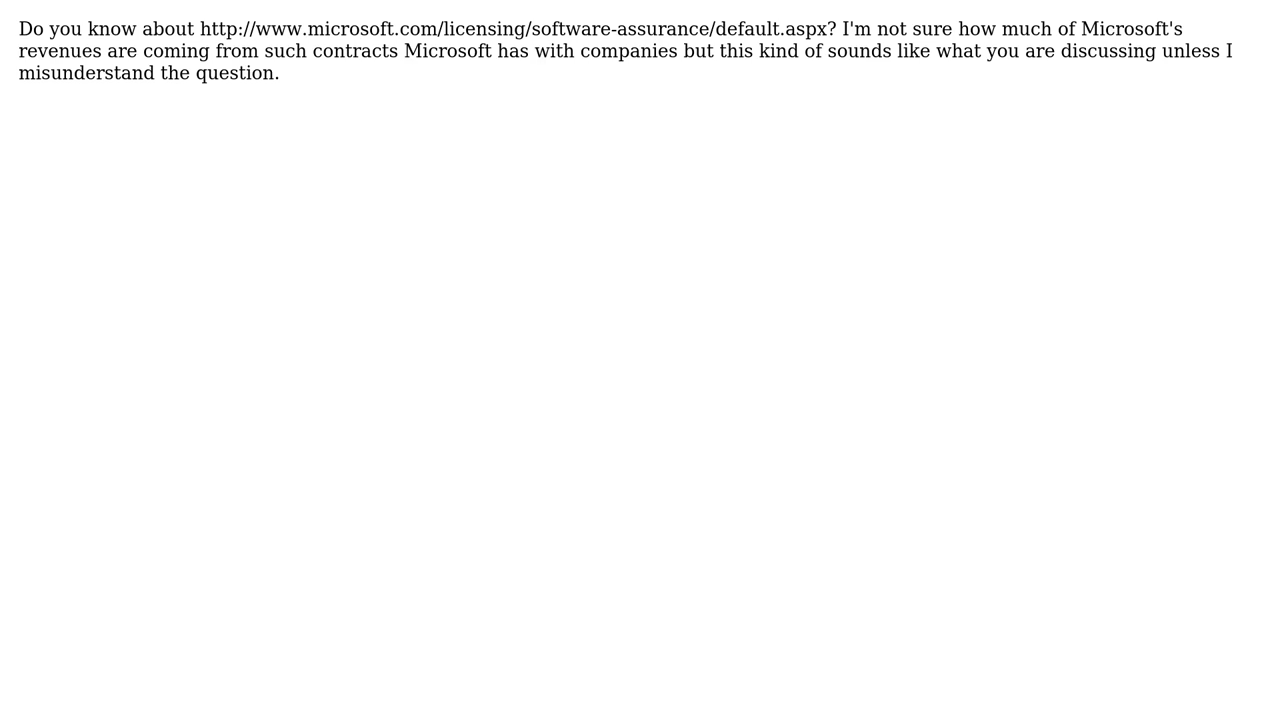 Do you know about http://www.microsoft.com/licensing/software-assurance/default.aspx? I'm not sure how much of Microsoft's
revenues are coming from such contracts Microsoft has with companies but this kind of sounds like what you are discussing unless I
misunderstand the question.